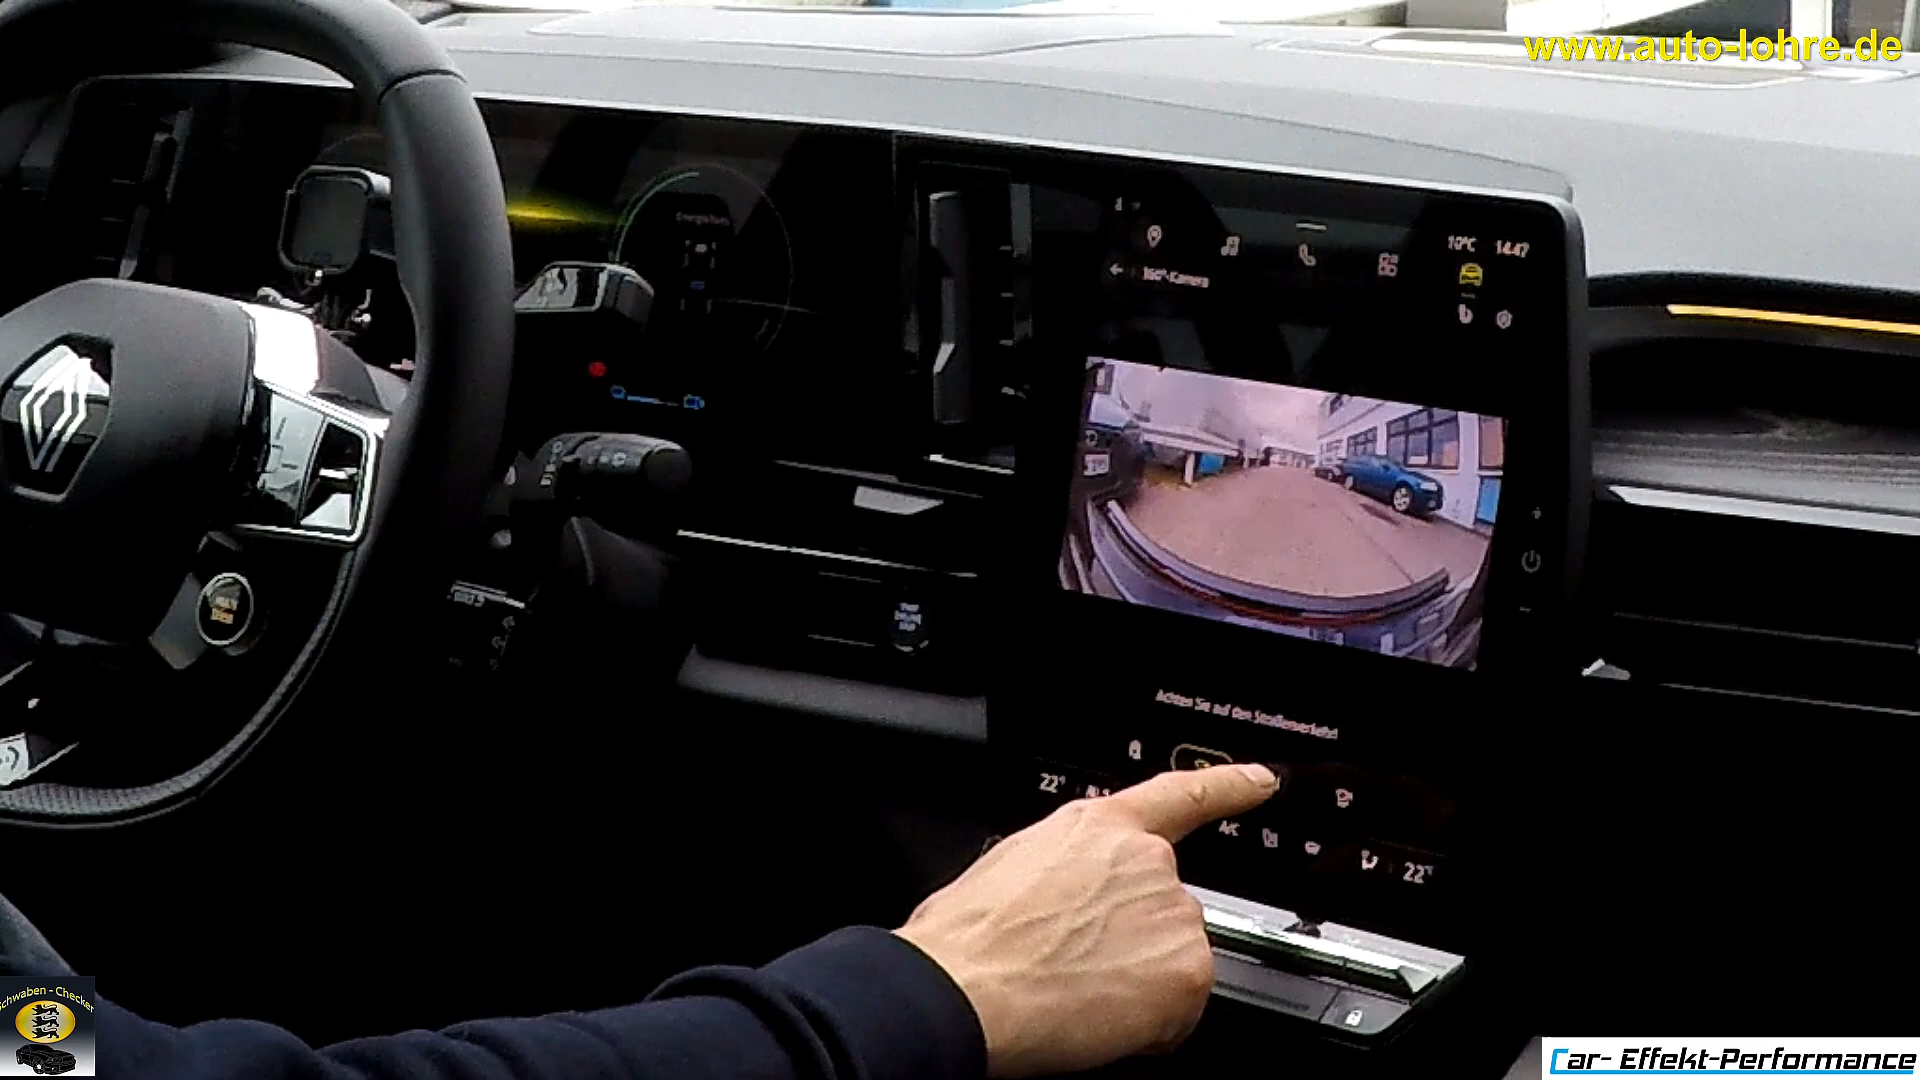 www.auto-lohre.de
10°C 14:47
360°-Kamera
Achten Sie auf den Straßenverkehr!
22°
A/C
22°
Schwaben - Checker
Car- Effekt-Performance